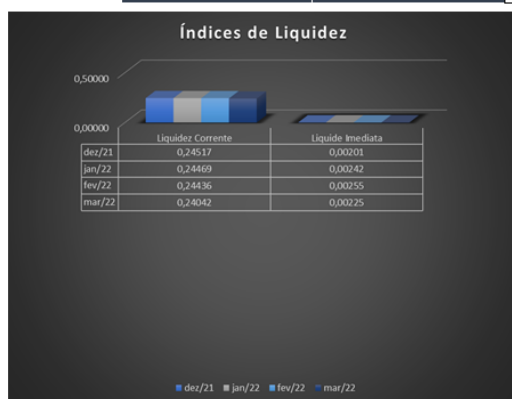 Índices de Liquidez
0,50000
0,00000
Liquidez Corrente Liquide Imediata
dez/21 0,24517 0,00201
jan/22 0,24469 0,00242
fev/22 0,24436 0,00255
mar/22 0,24042 0,00225
dez/21 jan/22 fev/22 mar/22